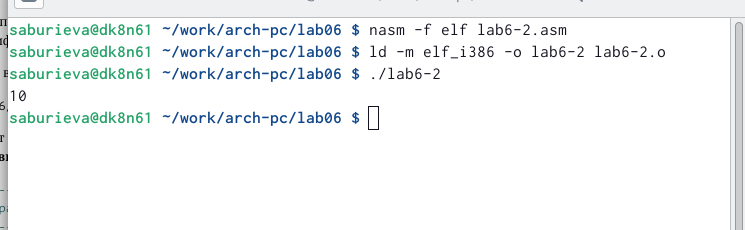 saburieva@dk8n61 ~/work/arch-pc/lab06 $ nasm -f elf lab6-2.asm
saburieva@dk8n61 ~/work/arch-pc/lab06 $ ld -m elf_i386 -o lab6-2 lab6-2.o
saburieva@dk8n61 ~/work/arch-pc/lab06 $ ./lab6-2
10
saburieva@dk8n61 ~/work/arch-pc/lab06 $